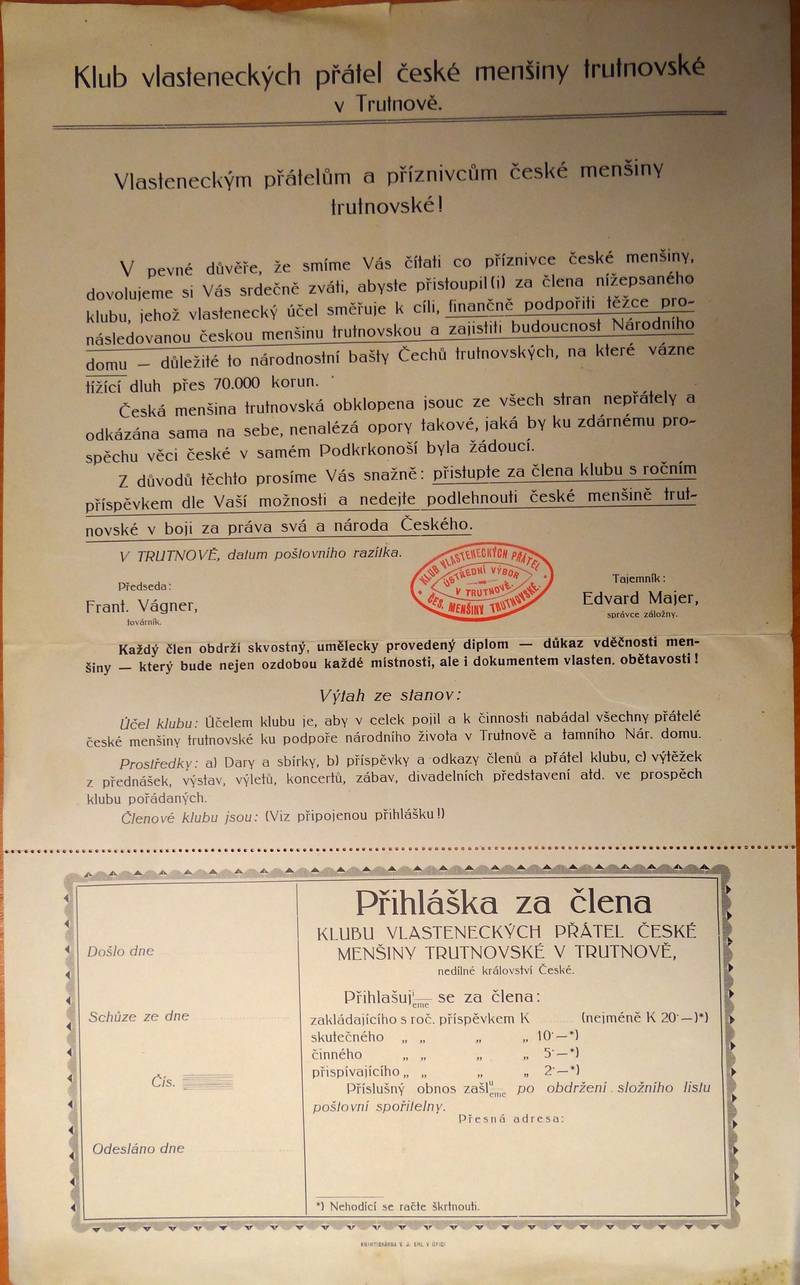 Klub vlasteneckých přátel české menšiny trutnovské
v Trutnově.
Vlasteneckým přátelům a příznivcům české menšiny
trutnovské!
V pevné důvěře, že smíme Vás čítati co příznivce české menšiny,
dovolujeme si Vás srdečně zváti, abyste přistoupil(i) za člena nížepsaného
klubu, jehož vlastenecký účel směřuje k cíli, finančně podpořiti těžce pro-
následovanou českou menšinu trutnovskou a zajistiti budoucnost Národního
domu — důležité to národnostní bašty Čechů trutnovských, na které vázne
tížící dluh přes 70.000 korun.
Česká menšina trutnovská obklopena jsouc ze všech stran nepřátely a
odkázána sama na sebe, nenalézá opory takové, jaká by ku zdárnému pro-
spěchu věci české v samém Podkrkonoší byla žádoucí.
Z důvodů těchto prosíme Vás snažně: přistupte za člena klubu s ročním
příspěvkem dle Vaší možnosti a nedejte podlehnouti české menšině trut-
novské v boji za práva svá a národa Českého.
V TRUTNOVĚ, datum poštovního razítka.
KLUB VLASTENECKÝCH PŘÁTEL
ÚSTŘEDNÍ VÝBOR
V TRUTNOVĚ.
ČES. MENŠINY TRUTNOVSKÉ.
Předseda:
Frant. Vágner,
továrník.
Tajemník:
Edvard Majer,
správce záložny.
Každý člen obdrží skvostný, umělecky provedený diplom — důkaz vděčnosti men-
šiny — který bude nejen ozdobou každé místnosti, ale i dokumentem vlasten. obětavosti!
Výtah ze stanov:
Účel klubu: Účelem klubu je, aby v celek pojil a k činnosti nabádal všechny přátelé
české menšiny trutnovské ku podpoře národního života v Trutnově a tamního Nár. domu.
Prostředky: a) Dary a sbírky, b) příspěvky a odkazy členů a přátel klubu, c) výtěžek
z přednášek, výstav, výletů, koncertů, zábav, divadelních představení atd. ve prospěch
klubu pořádaných.
Členové klubu jsou: (Viz připojenou přihlášku!)
Došlo dne
Schůze ze dne
Čís.
Odesláno dne
Přihláška za člena
KLUBU VLASTENECKÝCH PŘÁTEL ČESKÉ
MENŠINY TRUTNOVSKÉ V TRUTNOVĚ,
nedílné království České.
Přihlašuji/eme se za člena:
zakládajícího s roč. příspěvkem K (nejméně K 20·—)*)
skutečného „ „ „ „ 10·—*)
činného „ „ „ „ 5·—*)
přispívajícího „ „ „ „ 2·—*)
Příslušný obnos zašlu/eme po obdržení složního listu
poštovní spořitelny.
Přesná adresa:
*) Nehodící se račte škrtnouti.
KNIHTISKÁRNA V. J. V ÚPICI